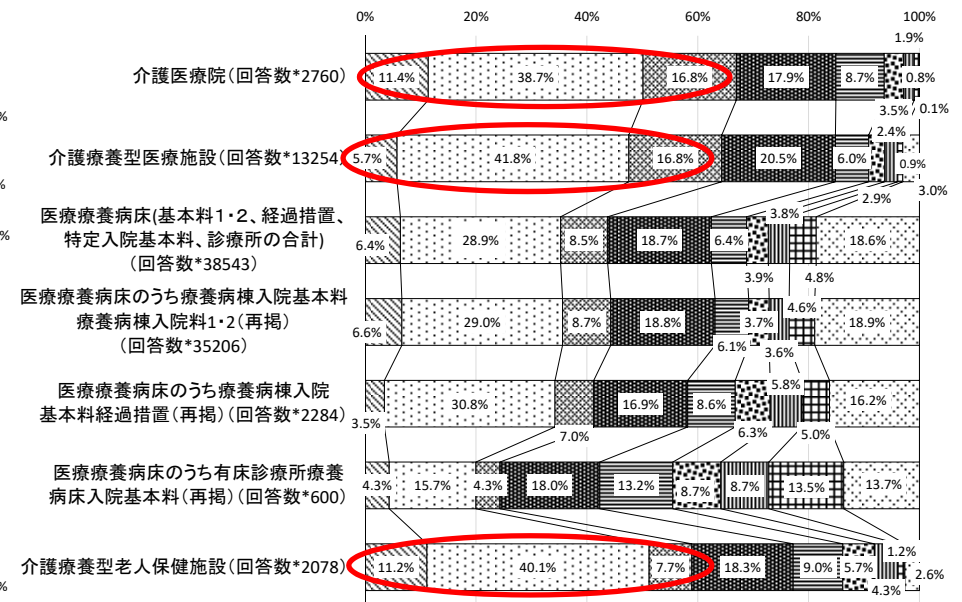 0% 20% 40% 60% 80% 100%
1.9%
介護医療院(回答数*2760) 11.4% 38.7% 16.8% 17.9% 8.7% 0.8%
3.5% 0.1%
%
2.4%
介護療養型医療施設(回答数*13254) 5.7% 41.8% 16.8% 20.5% 6.0% 0.9%
%
3.0%
2.9%
医療療養病床(基本料1・2、経過措置、
特定入院基本料、診療所の合計)
(回答数*38543)
%
6.4% 28.9% 8.5% 18.7% 6.4% 3.8% 18.6%
3.9% 4.8%
医療療養病床のうち療養病棟入院基本料
療養病棟入院料1・2(再掲)
(回答数*35206)
6.6% 29.0% 8.7% 18.8% 3.7% 4.6% 18.9%
6.1% 3.6%
医療療養病床のうち療養病棟入院
基本料経過措置(再掲)(回答数*2284)
3.5% 30.8% 16.9% 8.6% 5.8% 16.2%
7.0% 6.3% 5.0%
医療療養病床のうち有床診療所療養
病床入院基本料(再掲)(回答数*600)
4.3% 15.7% 4.3% 18.0% 13.2% 8.7% 8.7% 13.5% 13.7%
1.2%
介護療養型老人保健施設(回答数*2078) 11.2% 40.1% 7.7% 18.3% 9.0% 5.7% 2.6%
4.3%
%